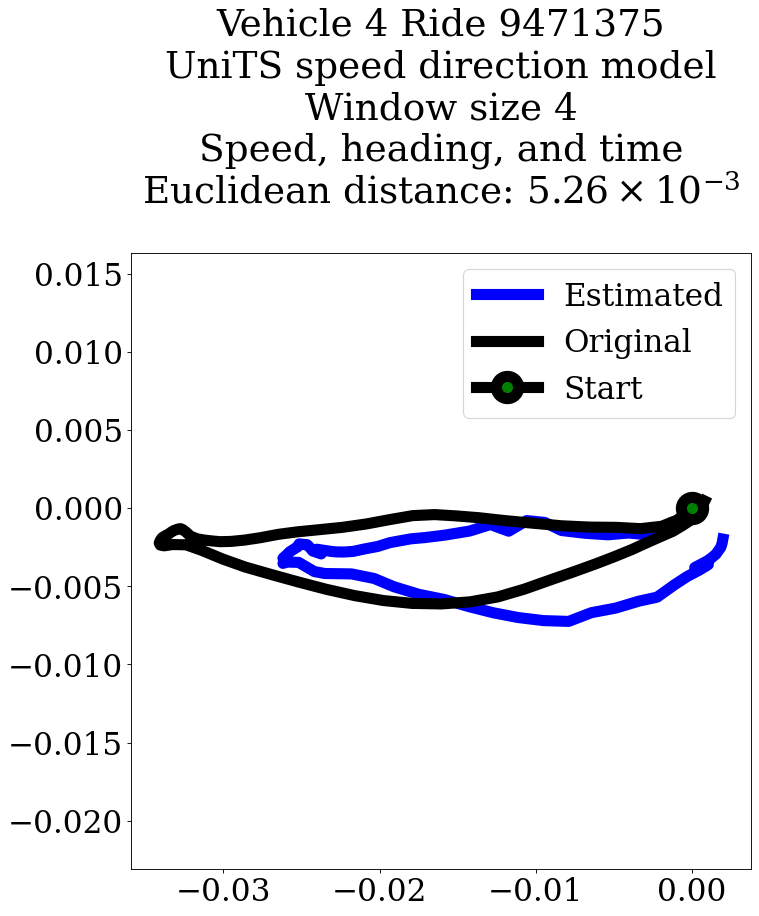 Vehicle 4 Ride 9471375
UniTS speed direction model
Window size 4
Speed, heading, and time
Euclidean distance: 5.26 × 10⁻³
0.015
0.010
0.005
0.000
−0.005
−0.010
−0.015
−0.020
Estimated
Original
Start
−0.03 −0.02 −0.01 0.00